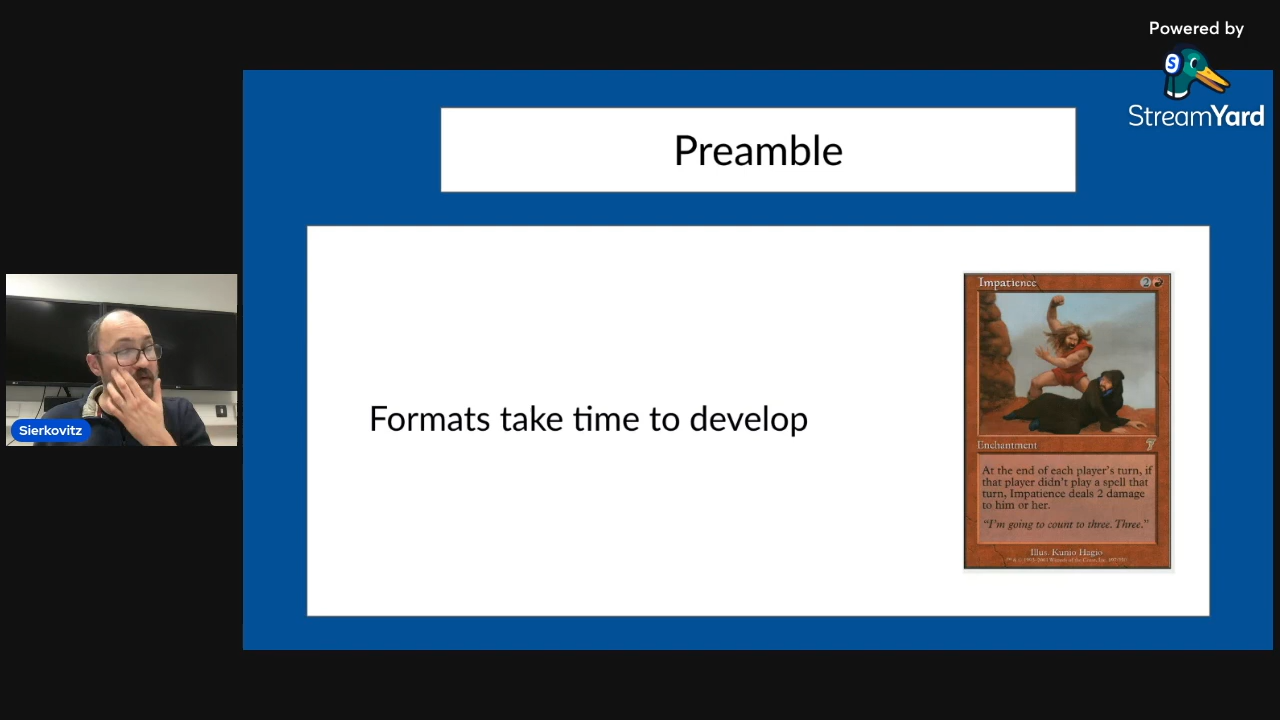 Powered by
StreamYard
Preamble
Formats take time to develop
Impatience
2
Enchantment
At the end of each player's turn, if
that player didn't play a spell that
turn, Impatience deals 2 damage
to him or her.
"I'm going to count to three. Three."
Illus. Kunio Hagio
Sierkovitz